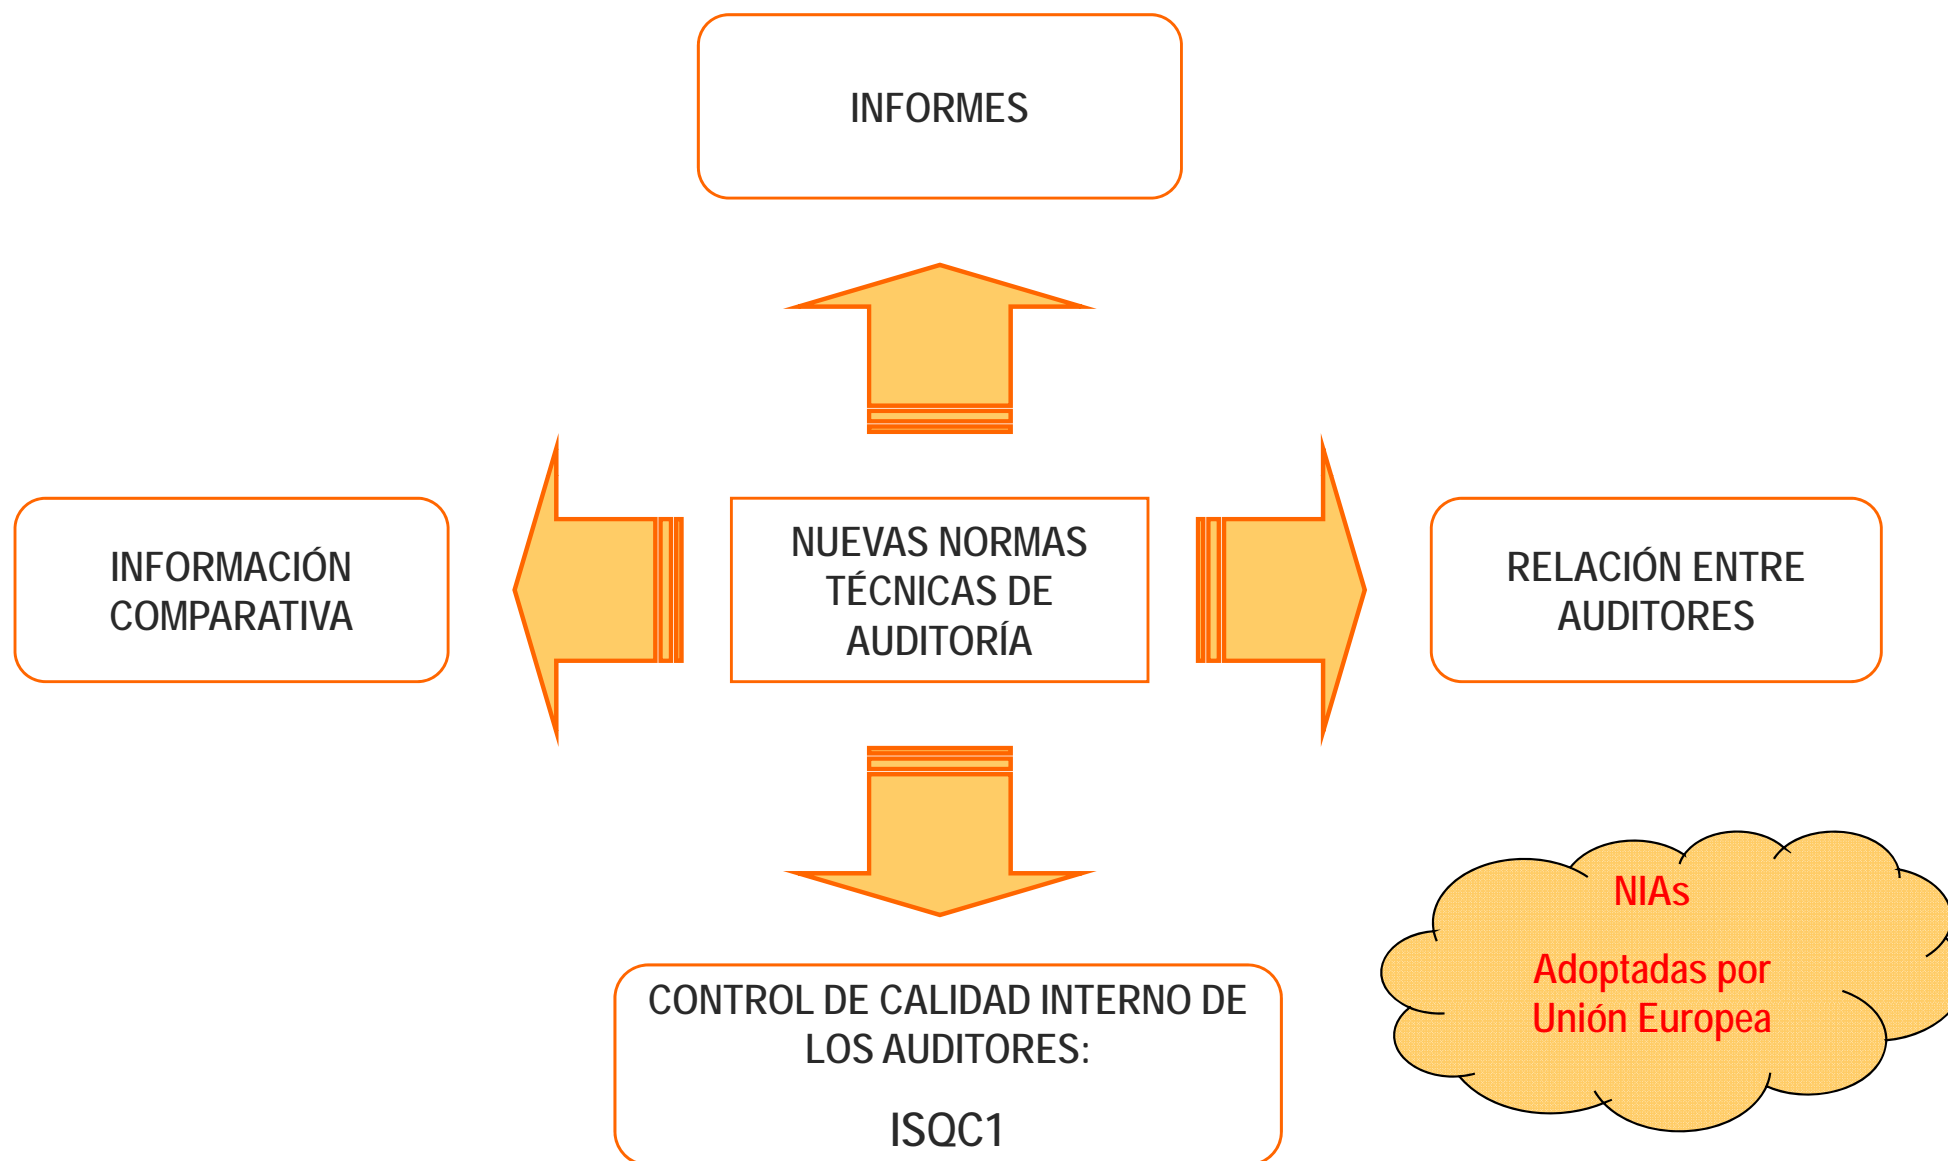 INFORMES
INFORMACIÓN
COMPARATIVA
NUEVAS NORMAS
TÉCNICAS DE
AUDITORÍA
RELACIÓN ENTRE
AUDITORES
CONTROL DE CALIDAD INTERNO DE
LOS AUDITORES:
ISQC1
NIAs
Adoptadas por
Unión Europea